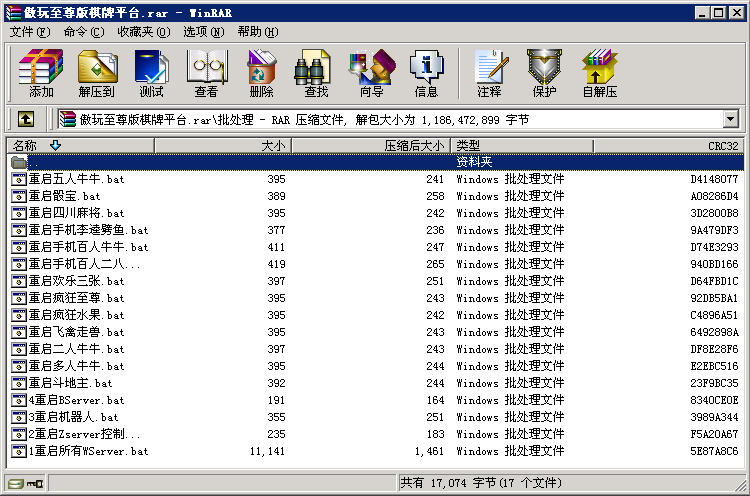 傲玩至尊版棋牌平台.rar - WinRAR
文件(F) 命令(C) 收藏夹(O) 选项(N) 帮助(H)
添加 解压到 测试 查看 删除 查找 向导 信息 注释 保护 自解压
傲玩至尊版棋牌平台.rar\批处理 - RAR 压缩文件, 解包大小为 1,186,472,899 字节
名称 大小 压缩后大小 类型 CRC32
.. 资料夹
重启五人牛牛.bat 395 241 Windows 批处理文件 D4148077
重启骰宝.bat 389 258 Windows 批处理文件 A08286D4
重启四川麻将.bat 395 242 Windows 批处理文件 3D2800B8
重启手机李逵劈鱼.bat 377 236 Windows 批处理文件 9A479DF3
重启手机百人牛牛.bat 411 247 Windows 批处理文件 D74E3293
重启手机百人二八... 419 265 Windows 批处理文件 940BD166
重启欢乐三张.bat 397 251 Windows 批处理文件 D64FBD1C
重启疯狂至尊.bat 395 243 Windows 批处理文件 92DB5BA1
重启疯狂水果.bat 395 242 Windows 批处理文件 C4896A51
重启飞禽走兽.bat 395 243 Windows 批处理文件 6492898A
重启二人牛牛.bat 397 243 Windows 批处理文件 DF8E28F6
重启多人牛牛.bat 395 244 Windows 批处理文件 E2EBC516
重启斗地主.bat 392 244 Windows 批处理文件 23F9BC35
4重启BServer.bat 191 164 Windows 批处理文件 8340CE0E
3重启机器人.bat 355 251 Windows 批处理文件 3989A344
2重启Zserver控制... 235 183 Windows 批处理文件 F5A20A67
1重启所有WServer.bat 11,141 1,461 Windows 批处理文件 5E87A8C6
共有 17,074 字节(17 个文件)